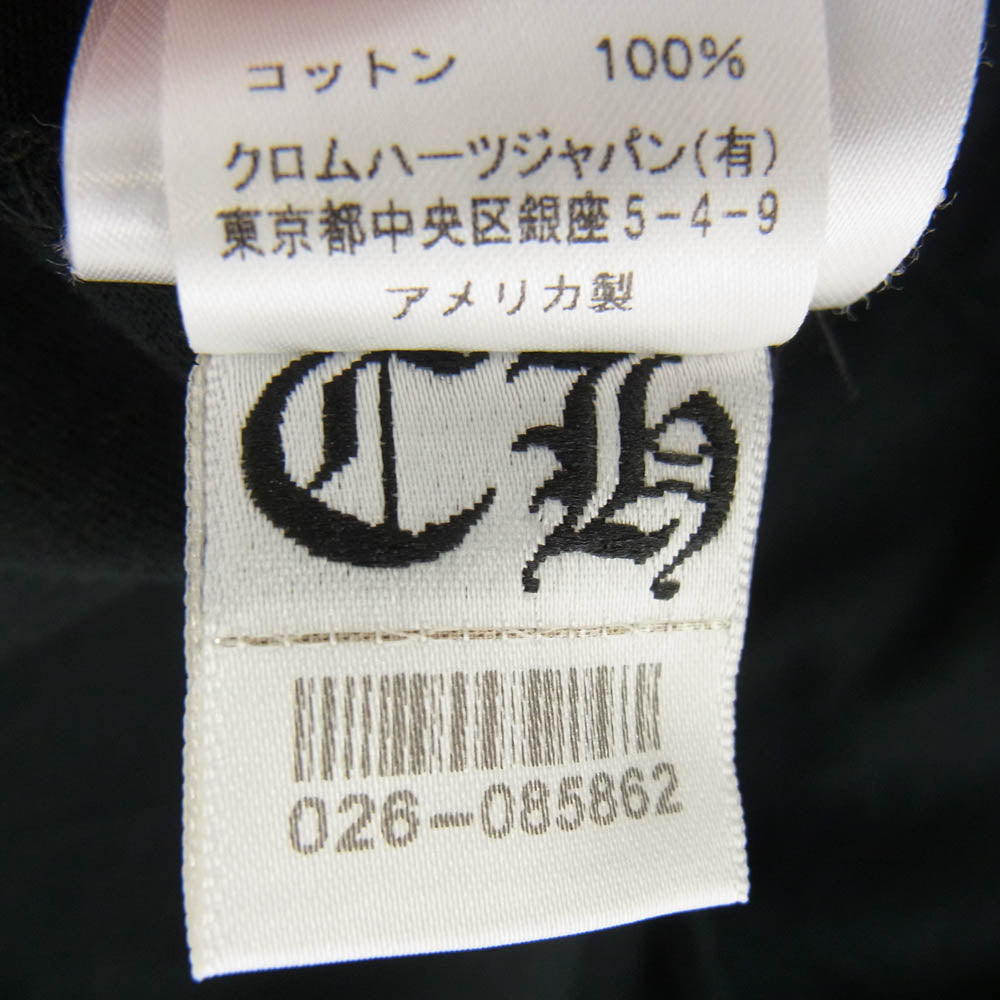 コットン 100%
クロムハーツジャパン(有)
東京都中央区銀座5-4-9
アメリカ製
CH
026-085862